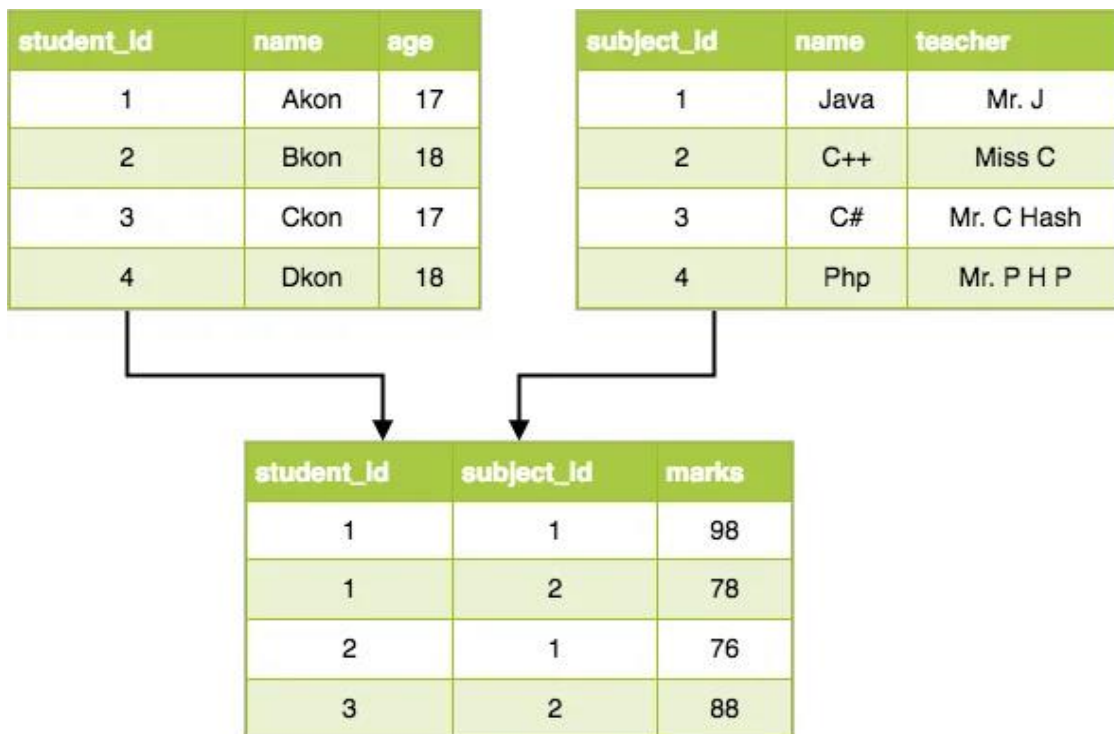 student_id name age
1 Akon 17
2 Bkon 18
3 Ckon 17
4 Dkon 18
subject_id name teacher
1 Java Mr. J
2 C++ Miss C
3 C# Mr. C Hash
4 Php Mr. P H P
student_id subject_id marks
1 1 98
1 2 78
2 1 76
3 2 88